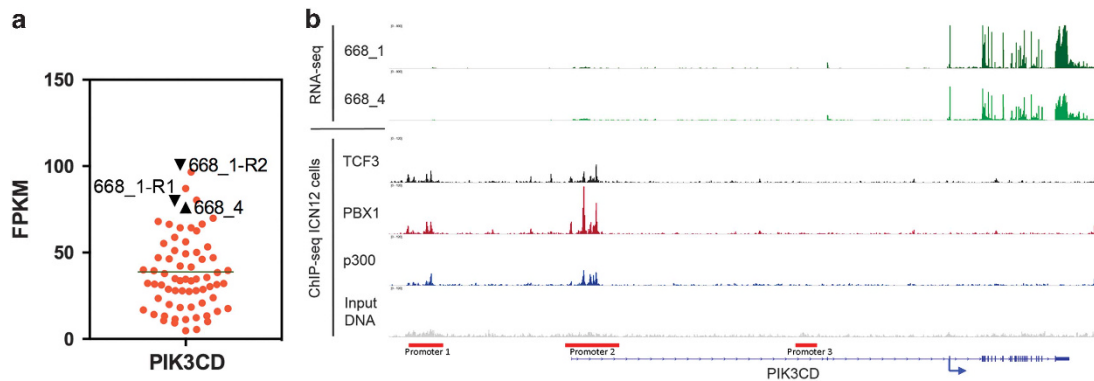 a
b
FPKM
150
100
50
0
668_1-R2
668_1-R1
668_4
PIK3CD
RNA-seq
668_1
668_4
ChIP-seq ICN12 cells
TCF3
PBX1
p300
Input
DNA
Promoter 1
Promoter 2
Promoter 3
PIK3CD